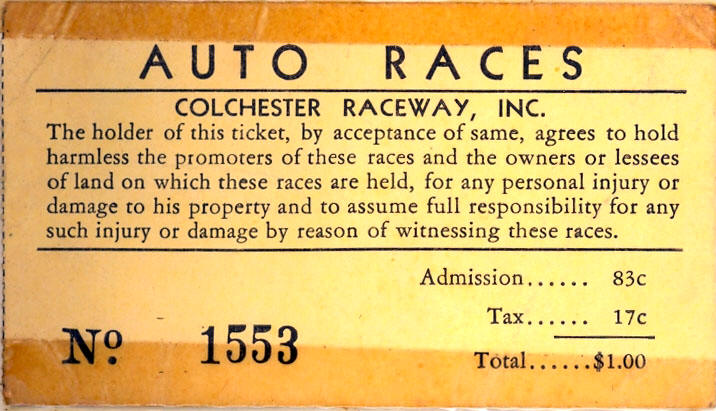 AUTO RACES
COLCHESTER RACEWAY, INC.
The holder of this ticket, by acceptance of same, agrees to hold
harmless the promoters of these races and the owners or lessees
of land on which these races are held, for any personal injury or
damage to his property and to assume full responsibility for any
such injury or damage by reason of witnessing these races.
Admission...... 83c
Tax...... 17c
Total......$1.00
Nº 1553